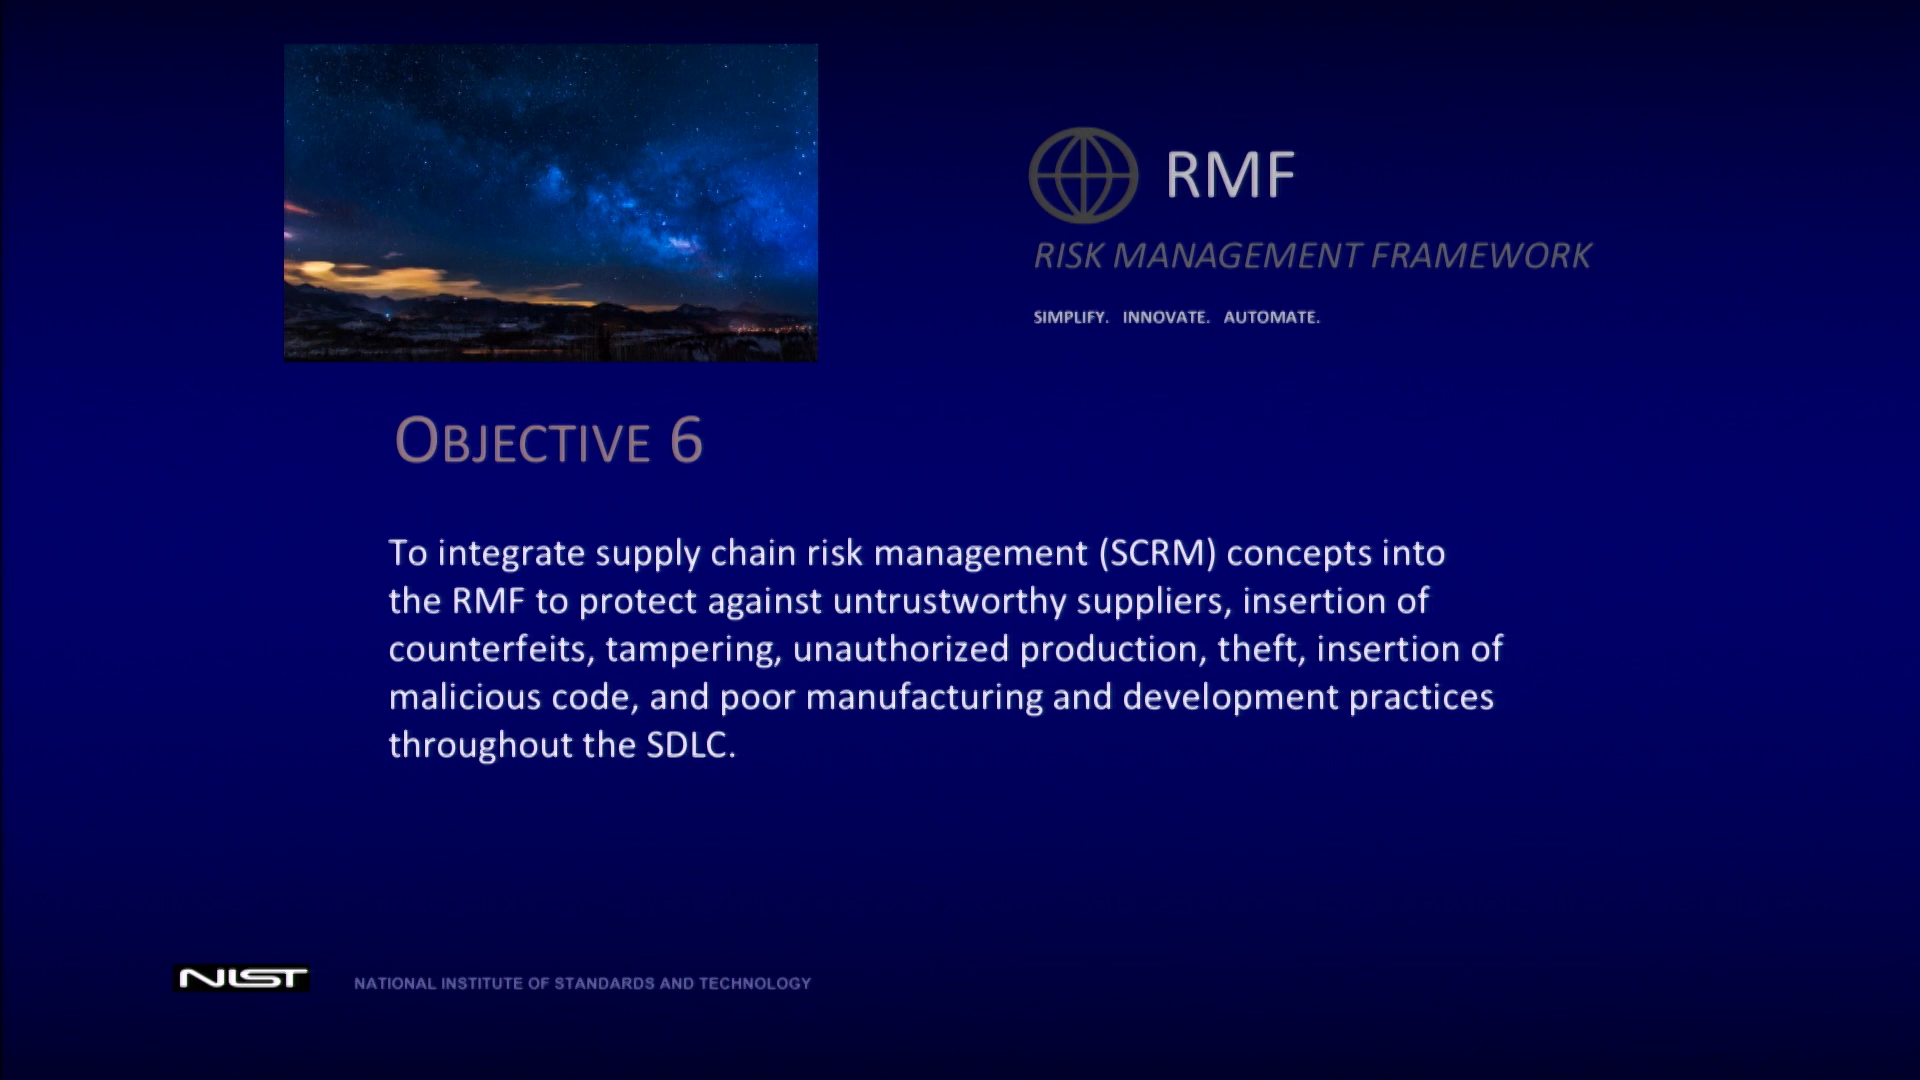 RMF
RISK MANAGEMENT FRAMEWORK
SIMPLIFY. INNOVATE. AUTOMATE.
OBJECTIVE 6
To integrate supply chain risk management (SCRM) concepts into
the RMF to protect against untrustworthy suppliers, insertion of
counterfeits, tampering, unauthorized production, theft, insertion of
malicious code, and poor manufacturing and development practices
throughout the SDLC.
NIST
NATIONAL INSTITUTE OF STANDARDS AND TECHNOLOGY